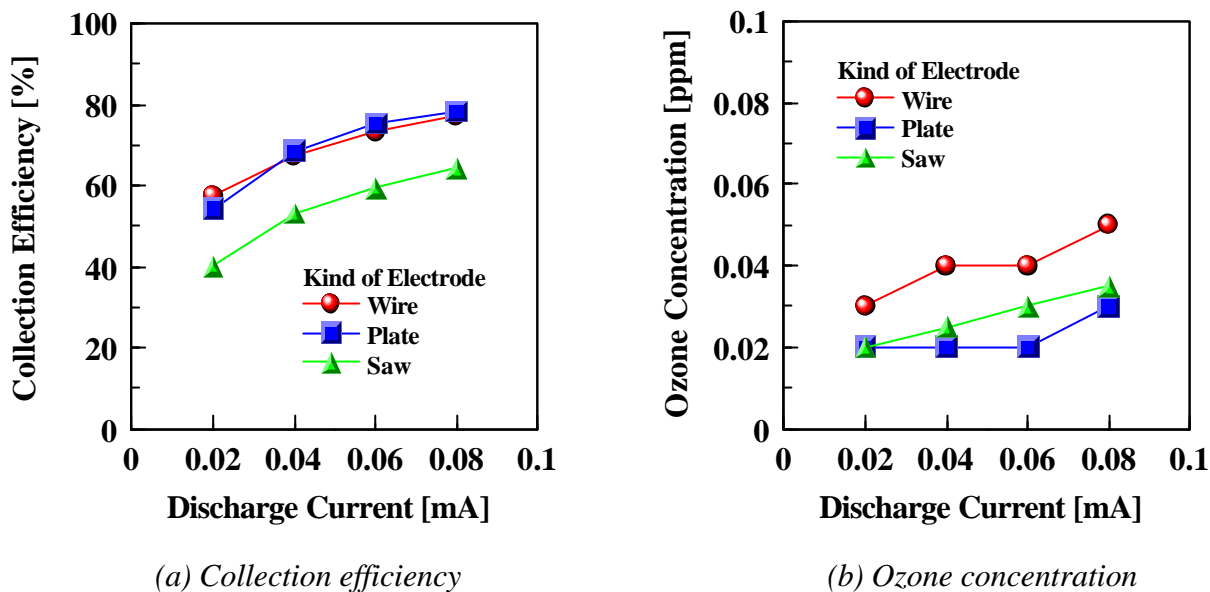 Collection Efficiency [%]
100
80
60
40
20
0
Kind of Electrode
Wire
Plate
Saw
0 0.02 0.04 0.06 0.08 0.1
Discharge Current [mA]
(a) Collection efficiency
Ozone Concentration [ppm]
0.1
0.08
0.06
0.04
0.02
0
Kind of Electrode
Wire
Plate
Saw
0 0.02 0.04 0.06 0.08 0.1
Discharge Current [mA]
(b) Ozone concentration